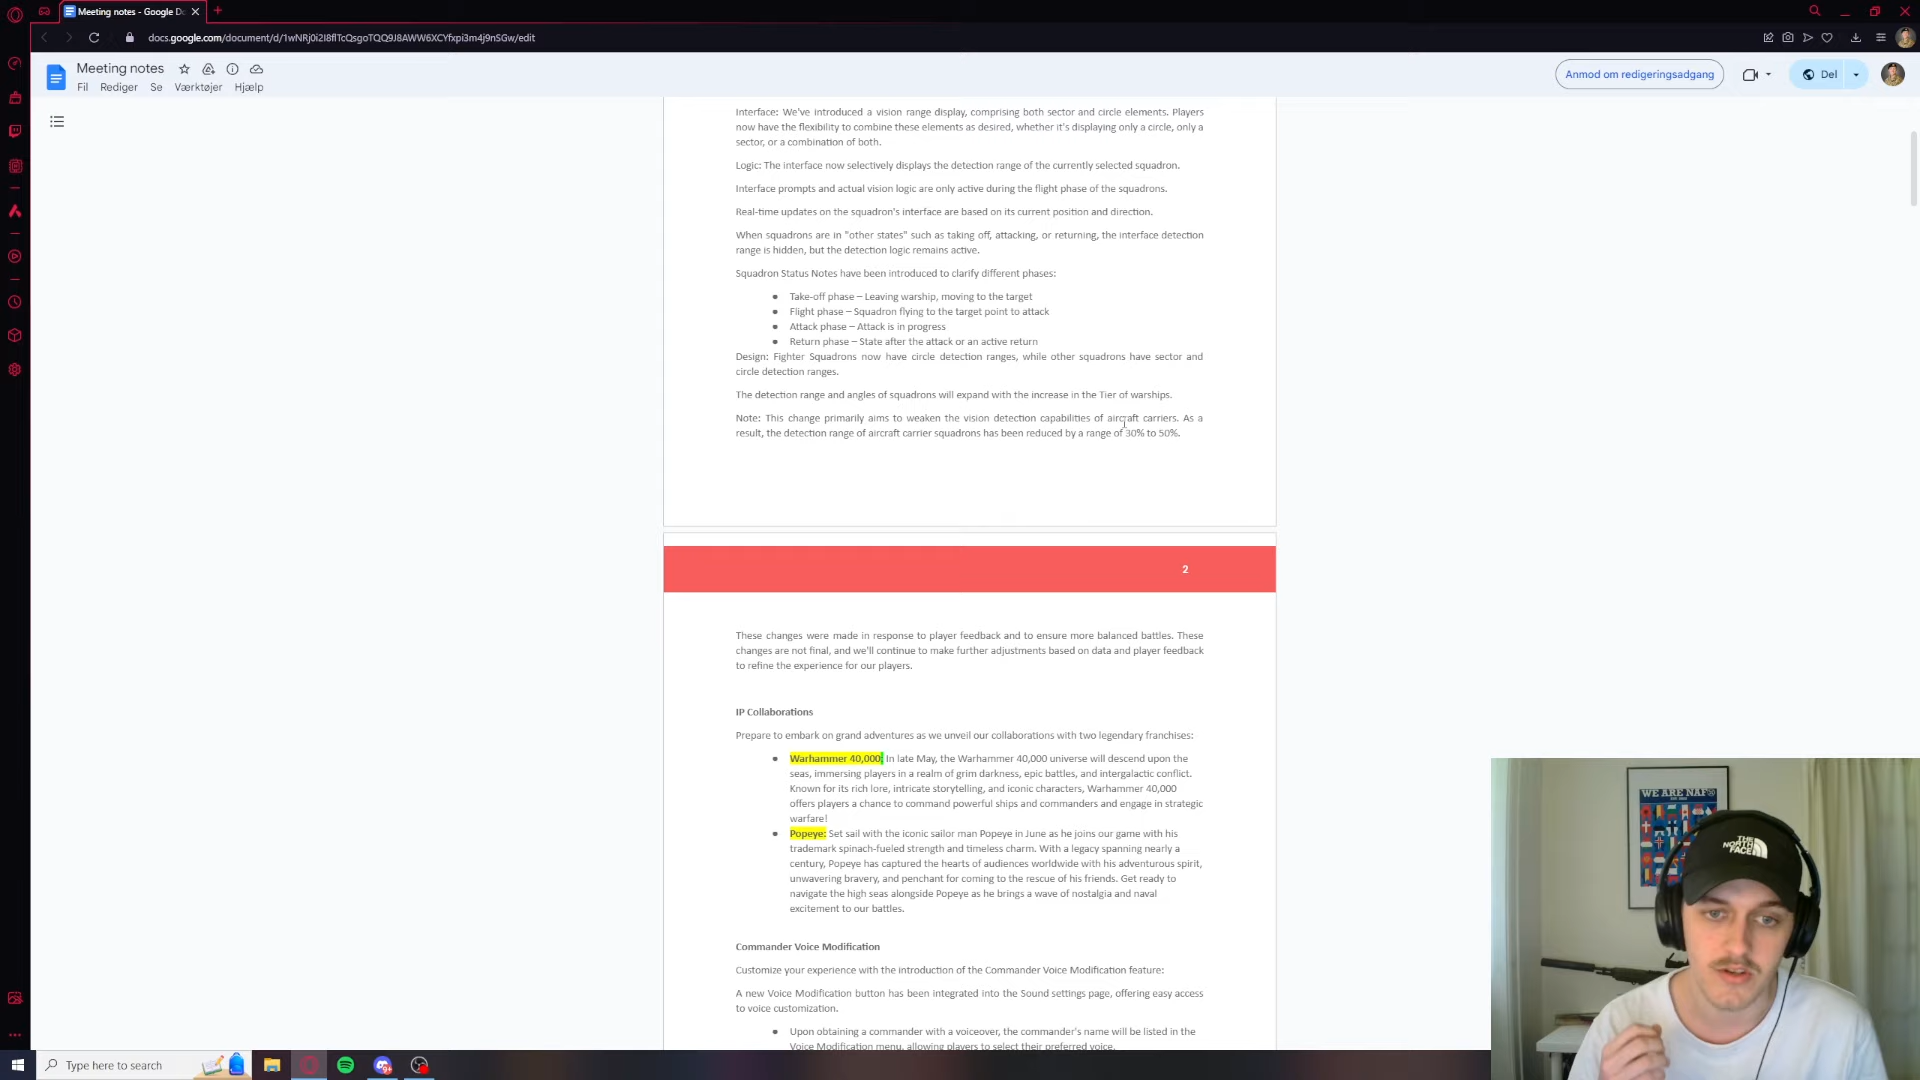 Meeting notes - Google D
docs.google.com/document/d/1wNRj0i2I8flTcQsgoTQQ9J8AWW6XCYfxpi3m4j9nSGw/edit
Meeting notes
Fil Rediger Se Værktøjer Hjælp
Anmod om redigeringsadgang
Del
Interface: We've introduced a vision range display, comprising both sector and circle elements. Players
now have the flexibility to combine these elements as desired, whether it's displaying only a circle, only a
sector, or a combination of both.
Logic: The interface now selectively displays the detection range of the currently selected squadron.
Interface prompts and actual vision logic are only active during the flight phase of the squadrons.
Real-time updates on the squadron's interface are based on its current position and direction.
When squadrons are in "other states" such as taking off, attacking, or returning, the interface detection
range is hidden, but the detection logic remains active.
Squadron Status Notes have been introduced to clarify different phases:
● Take-off phase – Leaving warship, moving to the target
● Flight phase – Squadron flying to the target point to attack
● Attack phase – Attack is in progress
● Return phase – State after the attack or an active return
Design: Fighter Squadrons now have circle detection ranges, while other squadrons have sector and
circle detection ranges.
The detection range and angles of squadrons will expand with the increase in the Tier of warships.
Note: This change primarily aims to weaken the vision detection capabilities of aircraft carriers. As a
result, the detection range of aircraft carrier squadrons has been reduced by a range of 30% to 50%.
2
These changes were made in response to player feedback and to ensure more balanced battles. These
changes are not final, and we'll continue to make further adjustments based on data and player feedback
to refine the experience for our players.
IP Collaborations
Prepare to embark on grand adventures as we unveil our collaborations with two legendary franchises:
● Warhammer 40,000: In late May, the Warhammer 40,000 universe will descend upon the
seas, immersing players in a realm of grim darkness, epic battles, and intergalactic conflict.
Known for its rich lore, intricate storytelling, and iconic characters, Warhammer 40,000
offers players a chance to command powerful ships and commanders and engage in strategic
warfare!
● Popeye: Set sail with the iconic sailor man Popeye in June as he joins our game with his
trademark spinach-fueled strength and timeless charm. With a legacy spanning nearly a
century, Popeye has captured the hearts of audiences worldwide with his adventurous spirit,
unwavering bravery, and penchant for coming to the rescue of his friends. Get ready to
navigate the high seas alongside Popeye as he brings a wave of nostalgia and naval
excitement to our battles.
Commander Voice Modification
Customize your experience with the introduction of the Commander Voice Modification feature:
A new Voice Modification button has been integrated into the Sound settings page, offering easy access
to voice customization.
● Upon obtaining a commander with a voiceover, the commander's name will be listed in the
Voice Modification menu, allowing players to select their preferred voice.
WE ARE NAF
THE
NORTH
FACE
Type here to search
9+